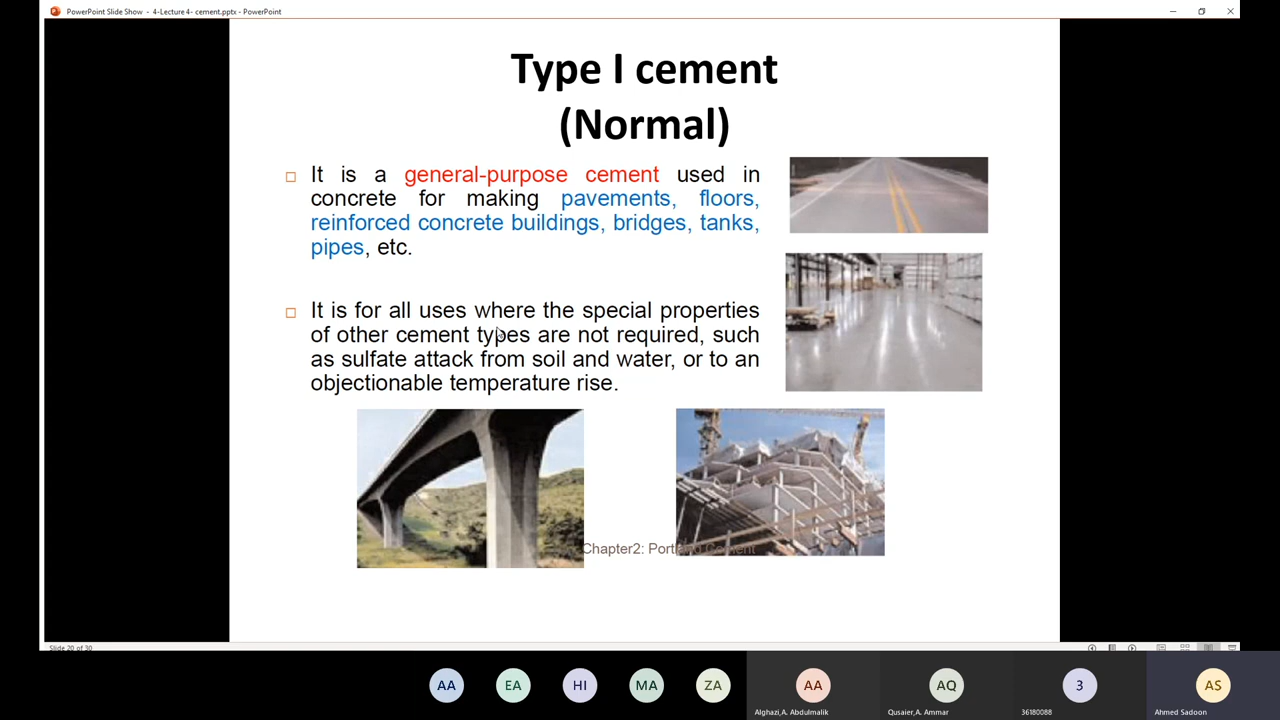 PowerPoint Slide Show - 4-Lecture 4- cement.pptx - PowerPoint
Type I cement
(Normal)
It is a general-purpose cement used in
concrete for making pavements, floors,
reinforced concrete buildings, bridges, tanks,
pipes, etc.
It is for all uses where the special properties
of other cement types are not required, such
as sulfate attack from soil and water, or to an
objectionable temperature rise.
Chapter2: Portland Cement
Slide 20 of 30
AA EA HI MA ZA AA AQ 3 AS
Alghazi,A. Abdulmalik Qusaier,A. Ammar 36180088 Ahmed Sadoon